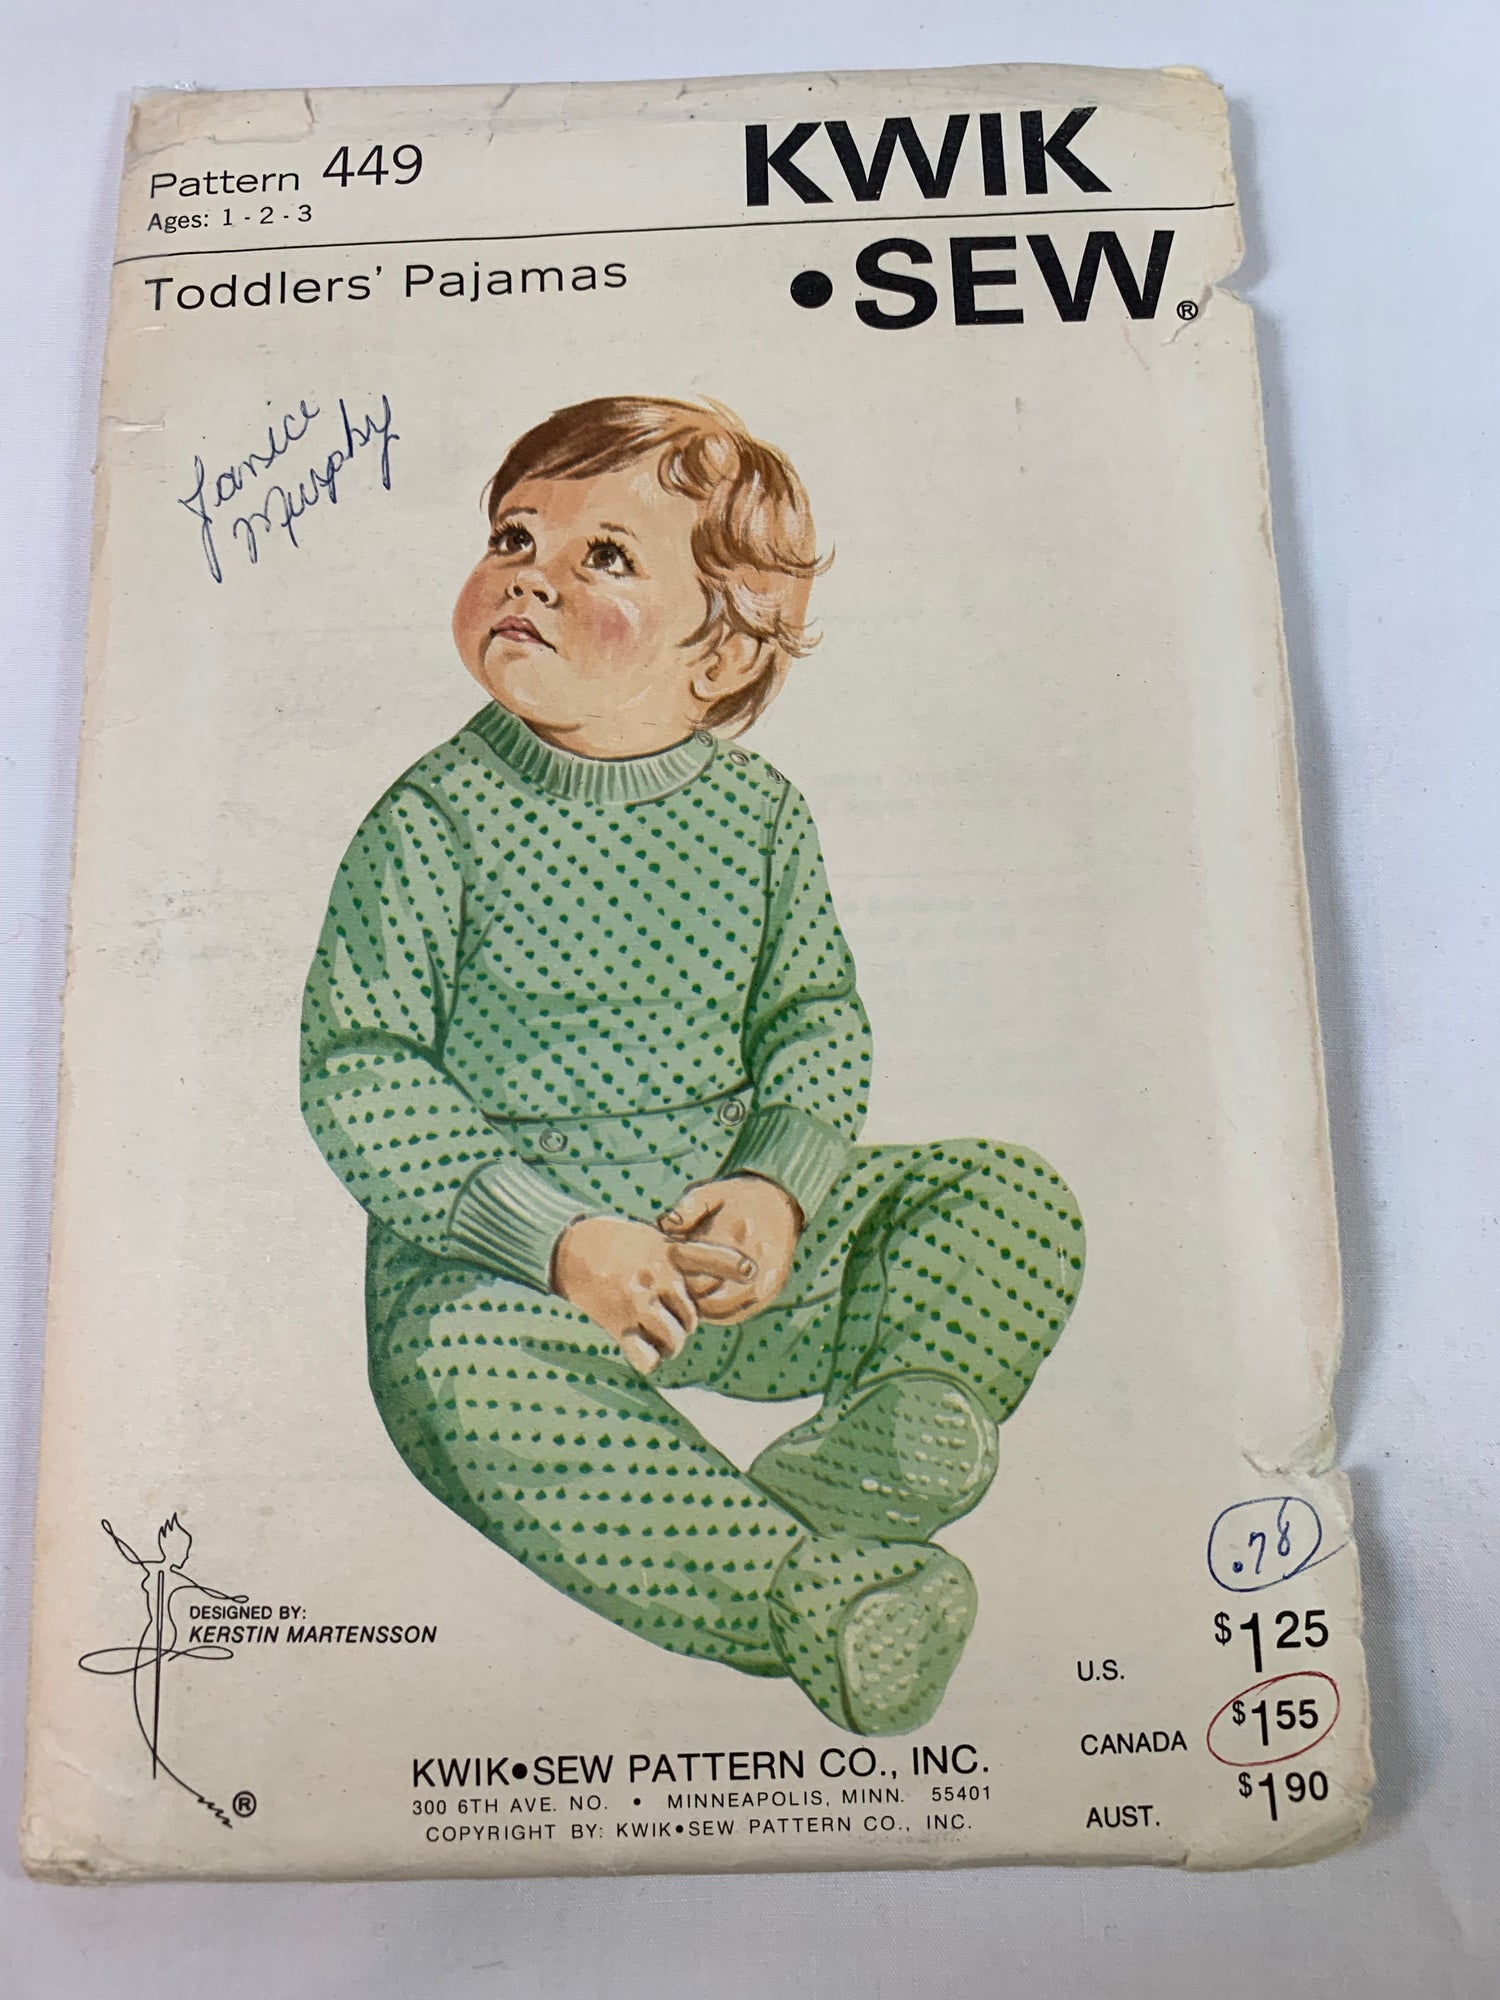 Pattern 449
Ages: 1 - 2 - 3
KWIK
•SEW®
Toddlers' Pajamas
Janice
Murphy
DESIGNED BY:
KERSTIN MARTENSSON
®
.78
U.S. $1 25
CANADA $1 55
AUST. $1 90
KWIK•SEW PATTERN CO., INC.
300 6TH AVE. NO. • MINNEAPOLIS, MINN. 55401
COPYRIGHT BY: KWIK•SEW PATTERN CO., INC.